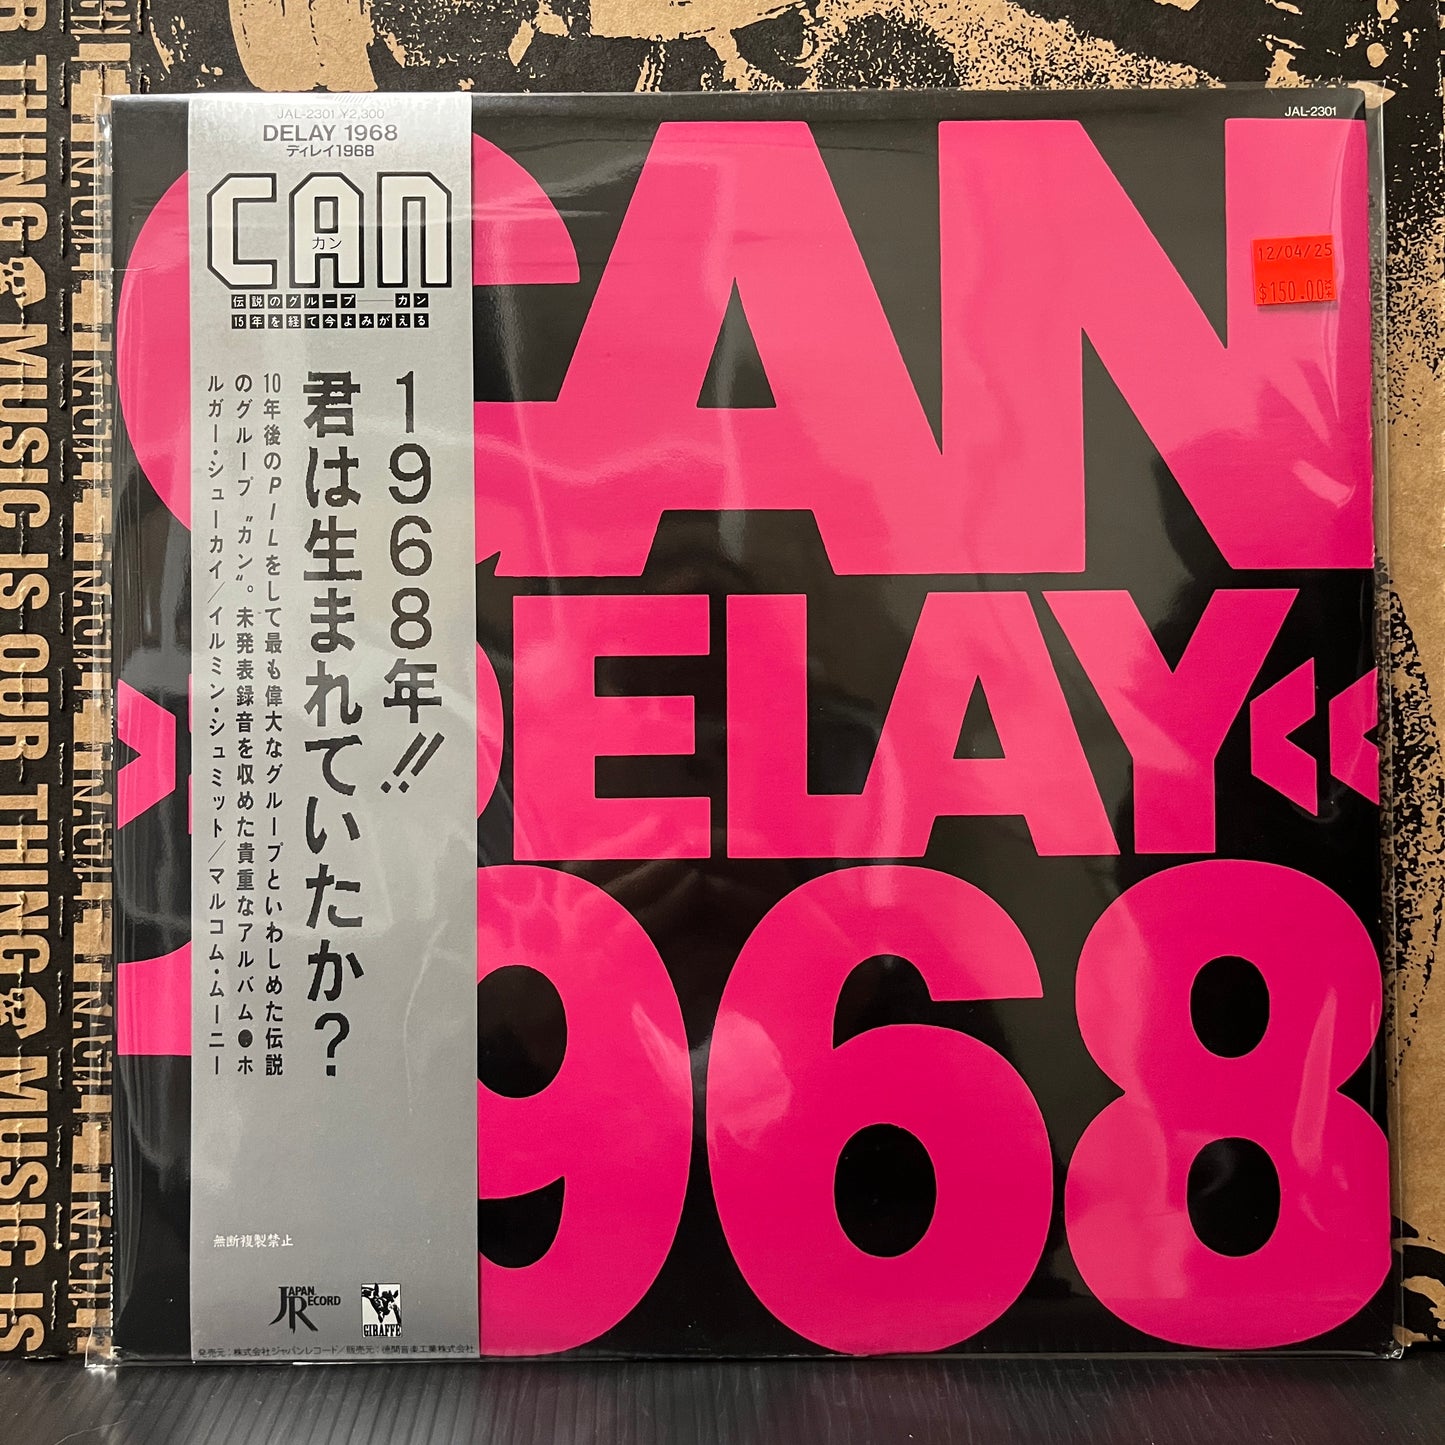 JAL-2301 ¥2,300
DELAY 1968
ディレイ1968
CAN
カン
伝説のグループ——カン
15年を経て今よみがえる
1968年!!
君は生まれていたか?
10年後のPILをして最も偉大なグループといわしめた伝説
のグループ“カン”。未発表録音を収めた貴重なアルバム●ホ
ルガー・シューカイ/イルミン・シュミット/マルコム・ムーニー
無断複製禁止
JAPAN RECORD
GIRAFFE
発売元:株式会社ジャパンレコード/販売元:徳間音楽工業株式会社
JAL-2301
CAN
DELAY
1968
12/04/25
$150.00
MUSIC IS OUR THING